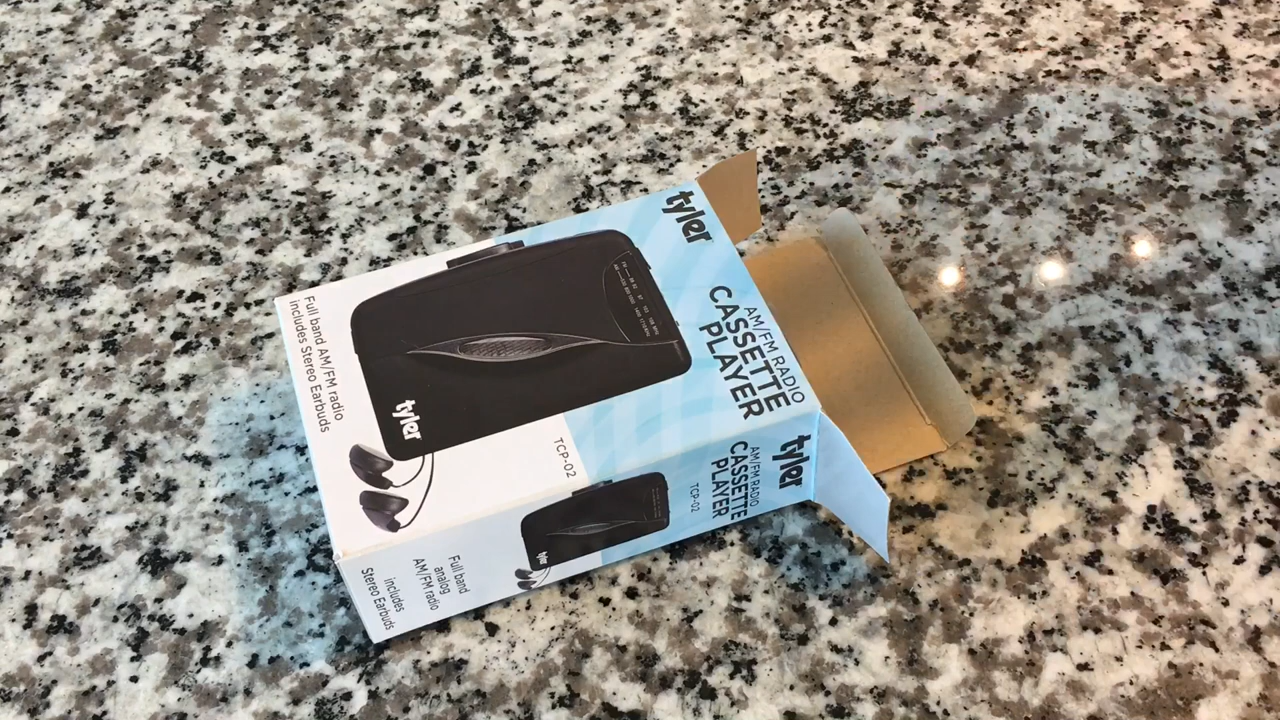 tyler
AM/FM RADIO
CASSETTE
PLAYER
tyler
TCP-02
Full band AM/FM radio
includes Stereo Earbuds
tyler
AM/FM RADIO
CASSETTE
PLAYER
TCP-02
tyler
Full band
analog
AM/FM radio
includes
Stereo Earbuds